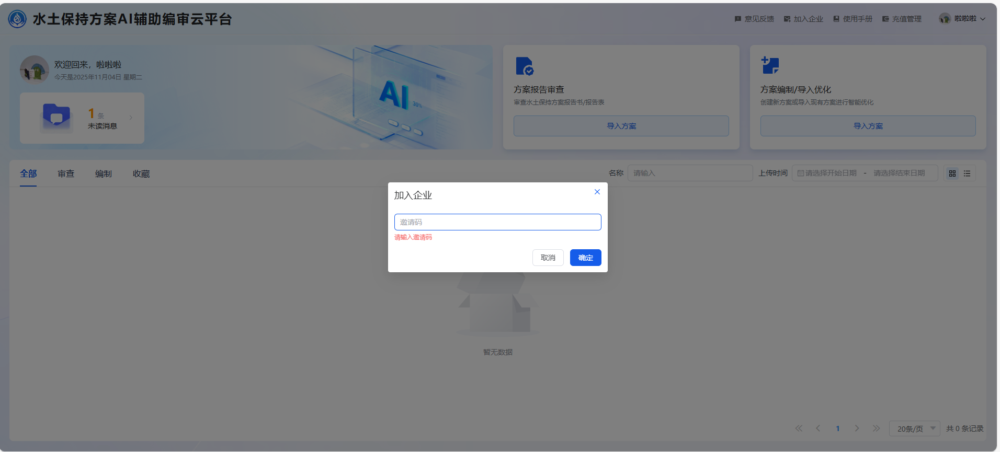 水土保持方案AI辅助编审云平台
意见反馈 加入企业 使用手册 充值管理 啦啦啦
欢迎回来，啦啦啦
今天是2025年11月04日 星期二
1 条
未读消息
AI 30%
方案报告审查
审查水土保持方案报告书/报告表
导入方案
方案编制/导入优化
创建新方案或导入现有方案进行智能优化
导入方案
全部 审查 编制 收藏
名称 请输入 上传时间 请选择开始日期 - 请选择结束日期
加入企业
邀请码
请输入邀请码
取消 确定
暂无数据
1 20条/页 共 0 条记录